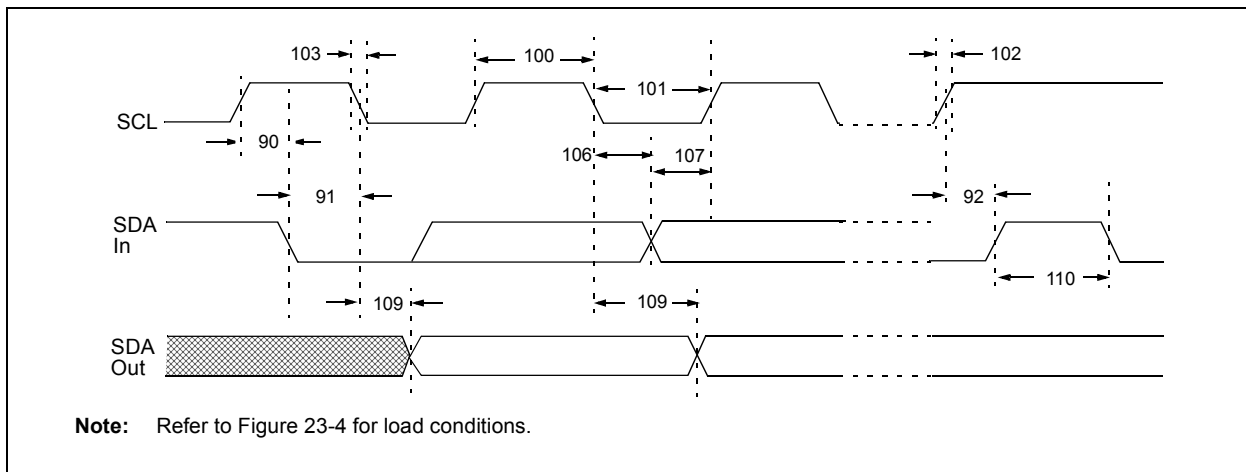 103
100
102
101
SCL
90
106
107
91
92
SDA
In
109
109
110
SDA
Out
Note: Refer to Figure 23-4 for load conditions.